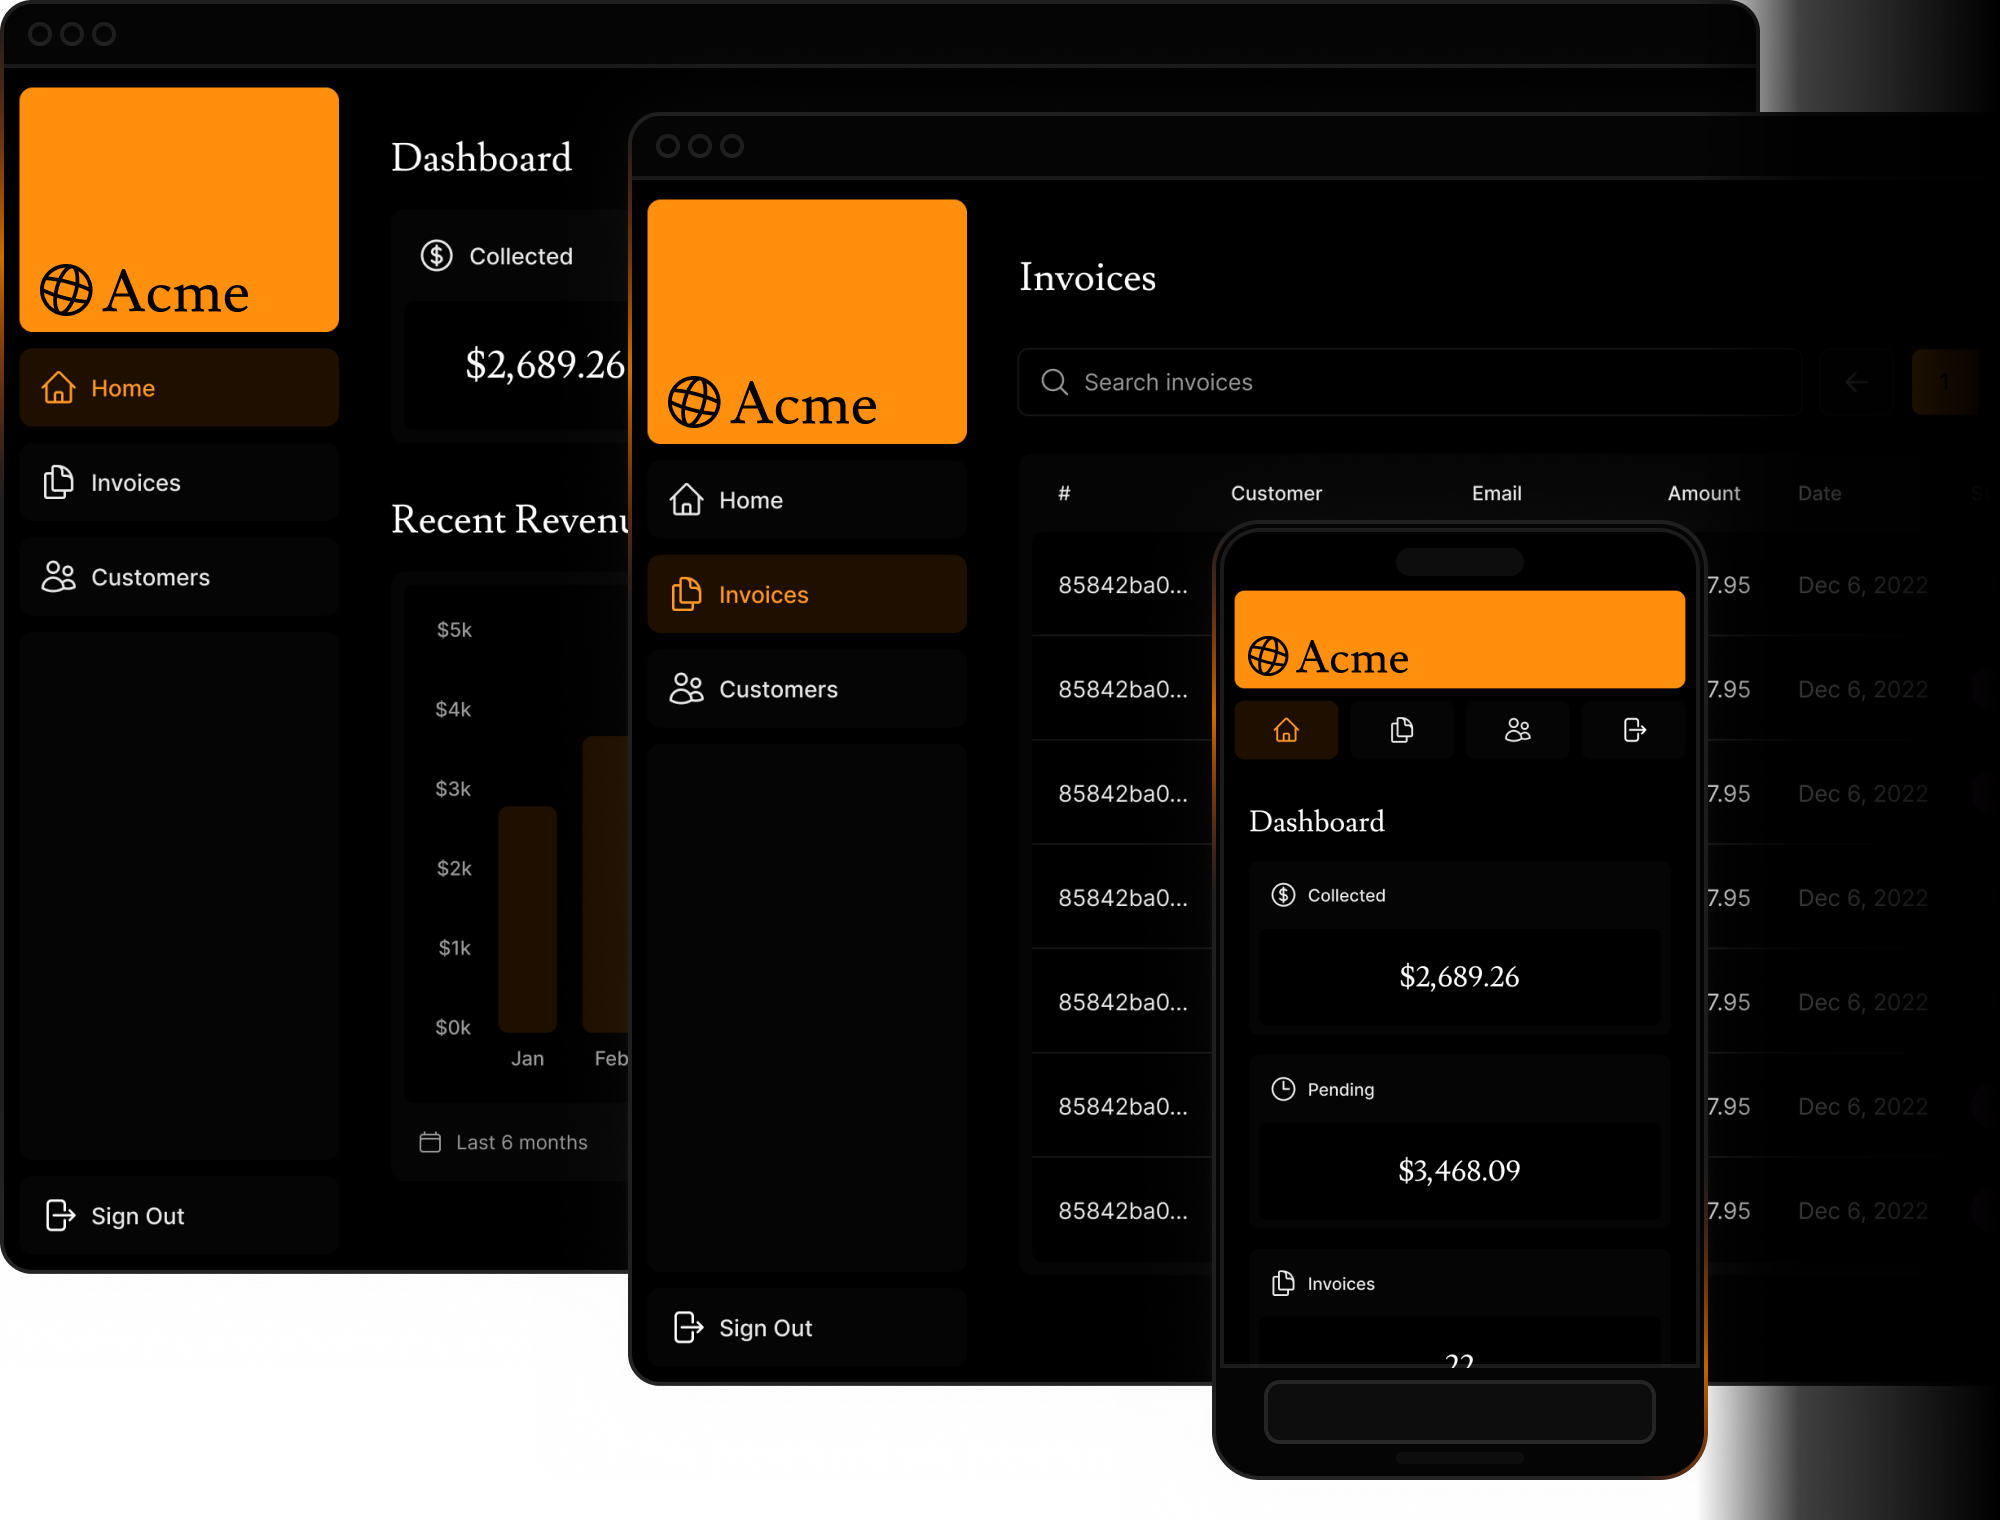 Acme
Home
Invoices
Customers
Sign Out
Dashboard
Collected
$2,689.26
Recent Revenu
$5k
$4k
$3k
$2k
$1k
$0k
Jan
Feb
Last 6 months
Acme
Home
Invoices
Customers
Sign Out
Invoices
Search invoices
1
# Customer Email Amount Date
85842ba0... 7.95 Dec 6, 2022
85842ba0... 7.95 Dec 6, 2022
85842ba0... 7.95 Dec 6, 2022
85842ba0... 7.95 Dec 6, 2022
85842ba0... 7.95 Dec 6, 2022
85842ba0... 7.95 Dec 6, 2022
85842ba0... 7.95 Dec 6, 2022
Acme
Dashboard
Collected
$2,689.26
Pending
$3,468.09
Invoices
22